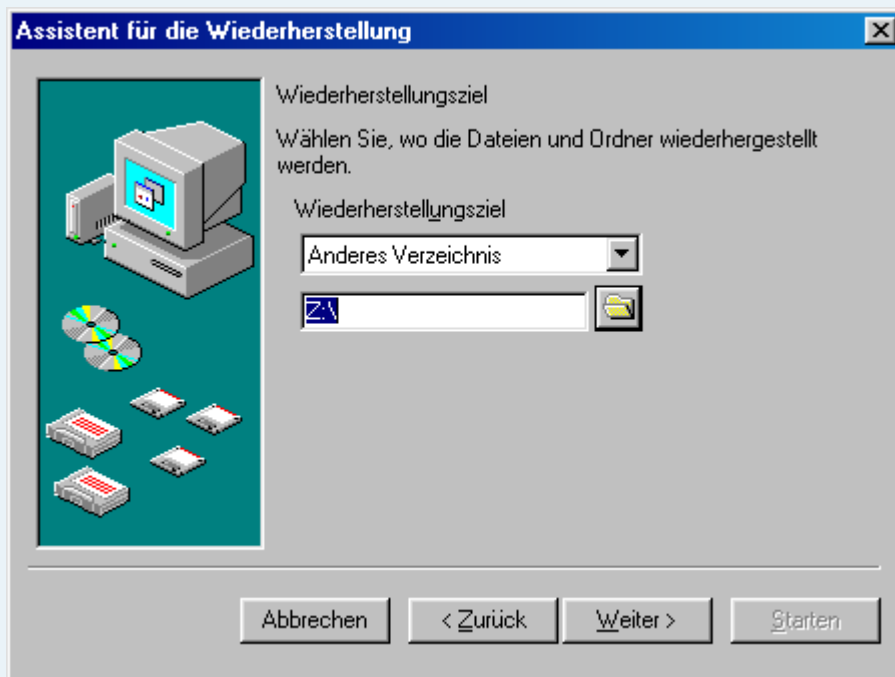 Assistent für die Wiederherstellung
Wiederherstellungsziel
Wählen Sie, wo die Dateien und Ordner wiederhergestellt
werden.
Wiederherstellungsziel
Anderes Verzeichnis
Z:\
Abbrechen
< Zurück
Weiter >
Starten